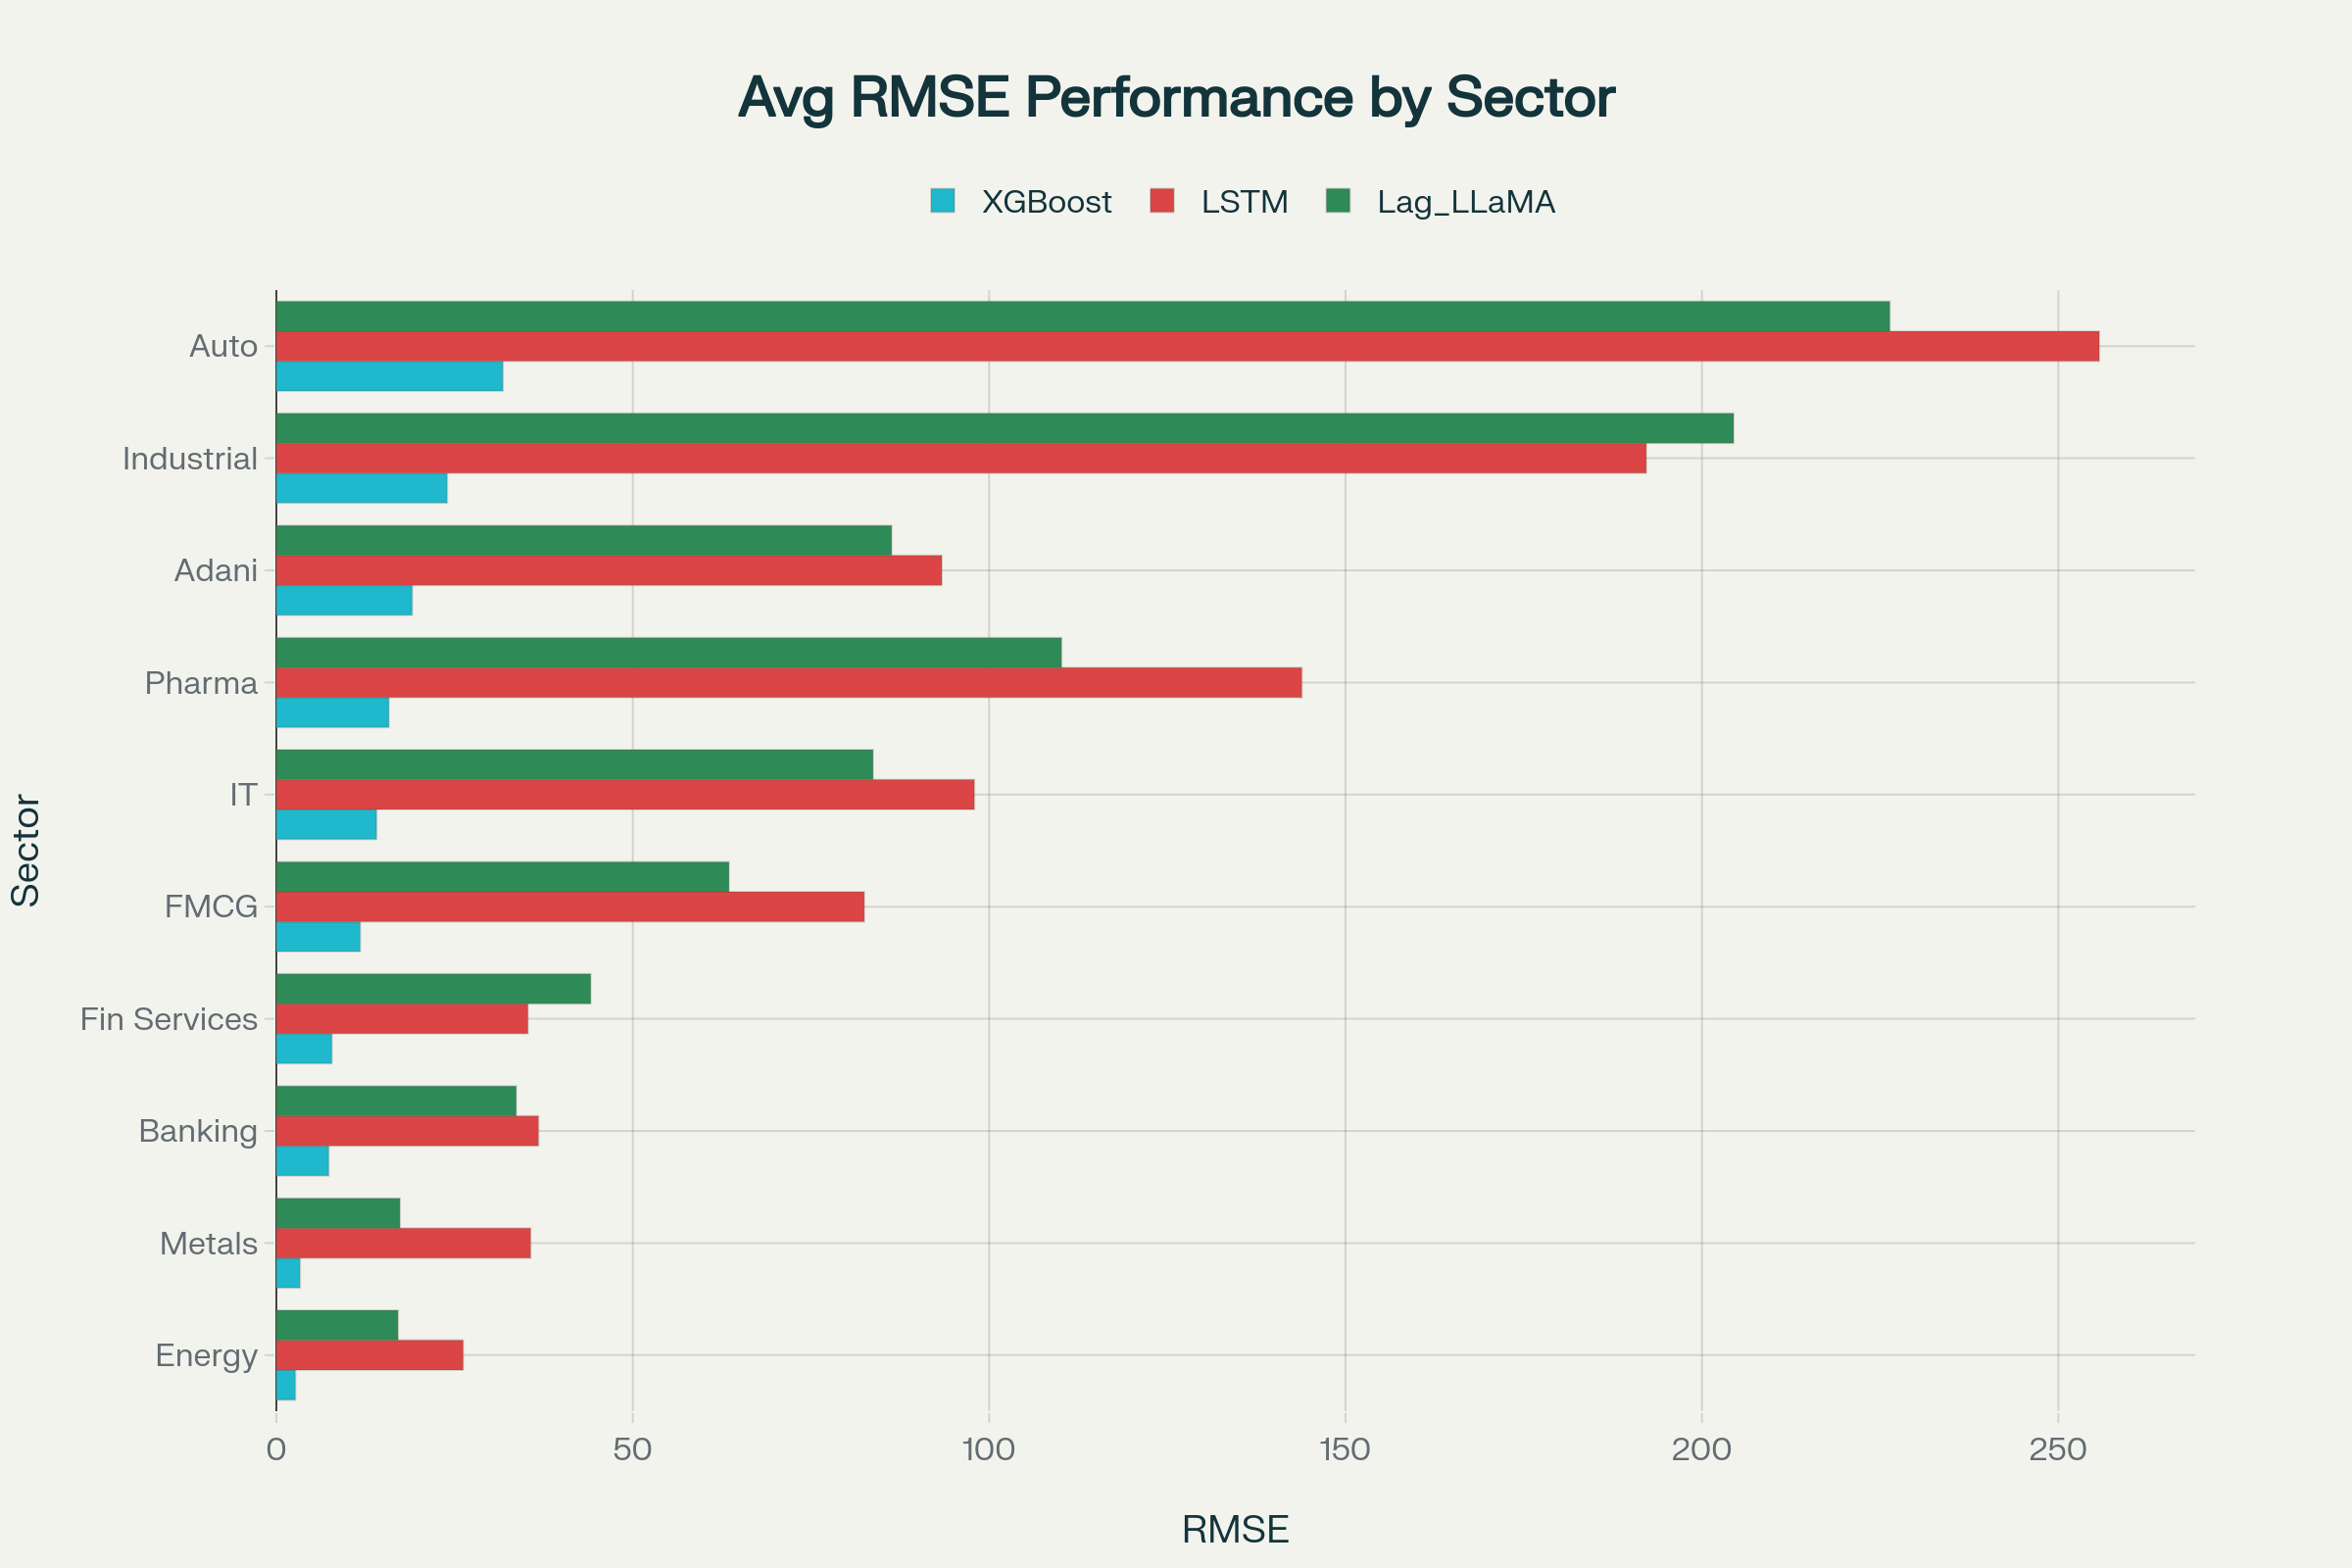 Avg RMSE Performance by Sector
XGBoost LSTM Lag_LLaMA
Auto
Industrial
Adani
Pharma
IT
FMCG
Fin Services
Banking
Metals
Energy
Sector
0 50 100 150 200 250
RMSE